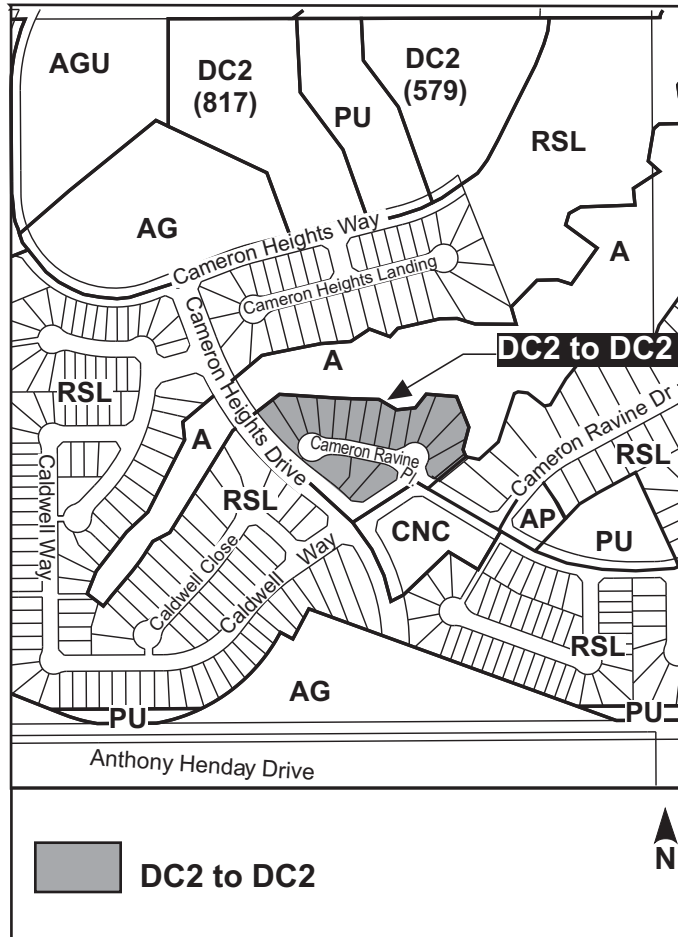 AGU
DC2
(817)
PU
DC2
(579)
RSL
AG
Cameron Heights Way
A
Cameron Heights Landing
Cameron Heights Drive
A
DC2 to DC2
RSL
Cameron Ravine Dr
A
Cameron Ravine
Pl
RSL
Caldwell Way
RSL
AP
CNC
PU
Caldwell Close
Caldwell Way
RSL
AG
PU
PU
Anthony Henday Drive
DC2 to DC2
N